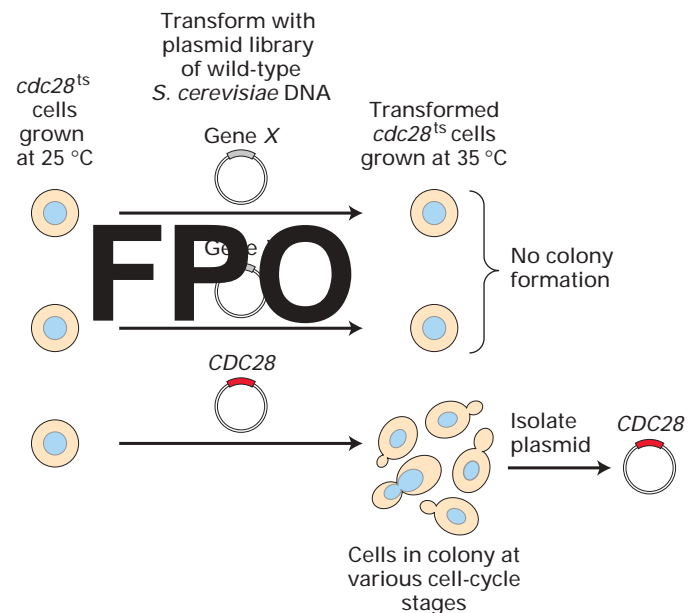 Transform with
plasmid library
of wild-type
S. cerevisiae DNA
cdc28ts
cells
grown
at 25 °C
Transformed
cdc28ts cells
grown at 35 °C
Gene X
FPO
Gene
No colony
formation
CDC28
Isolate
plasmid
CDC28
Cells in colony at
various cell-cycle
stages